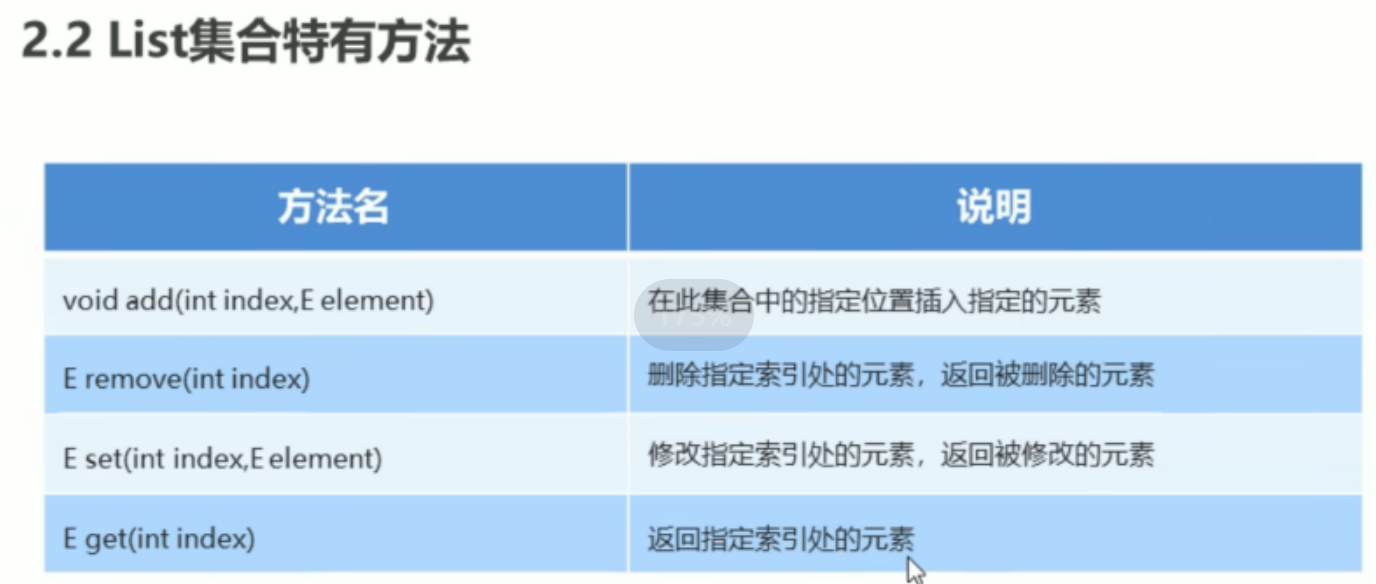 2.2 List集合特有方法
方法名 说明
void add(int index,E element) 在此集合中的指定位置插入指定的元素
E remove(int index) 删除指定索引处的元素，返回被删除的元素
E set(int index,E element) 修改指定索引处的元素，返回被修改的元素
E get(int index) 返回指定索引处的元素